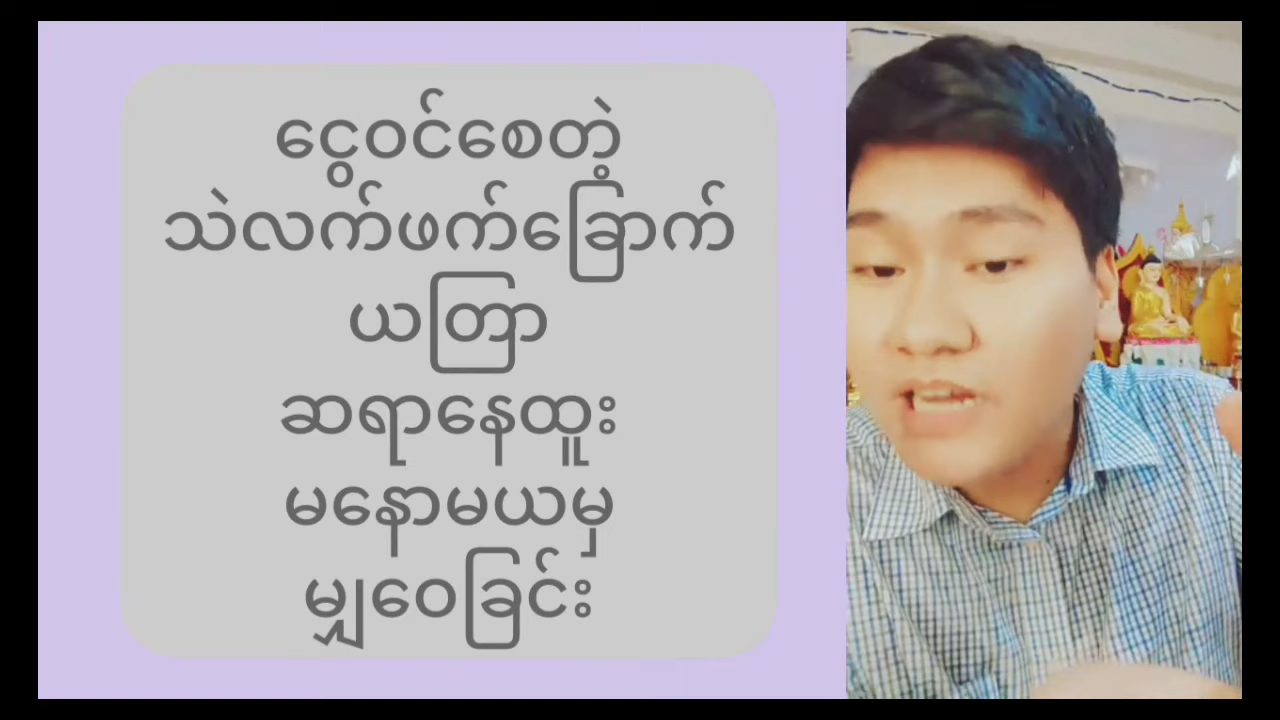 ငွေဝင်စေတဲ့
သဲလက်ဖက်ခြောက်
ယတြာ
ဆရာနေထူး
မနောမယမှ
မျှဝေခြင်း